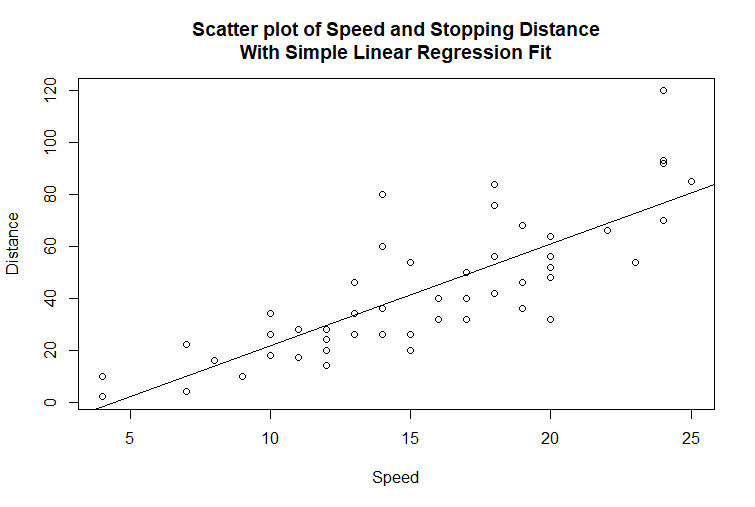 Scatter plot of Speed and Stopping Distance
With Simple Linear Regression Fit
Distance
120
100
80
60
40
20
0
5 10 15 20 25
Speed